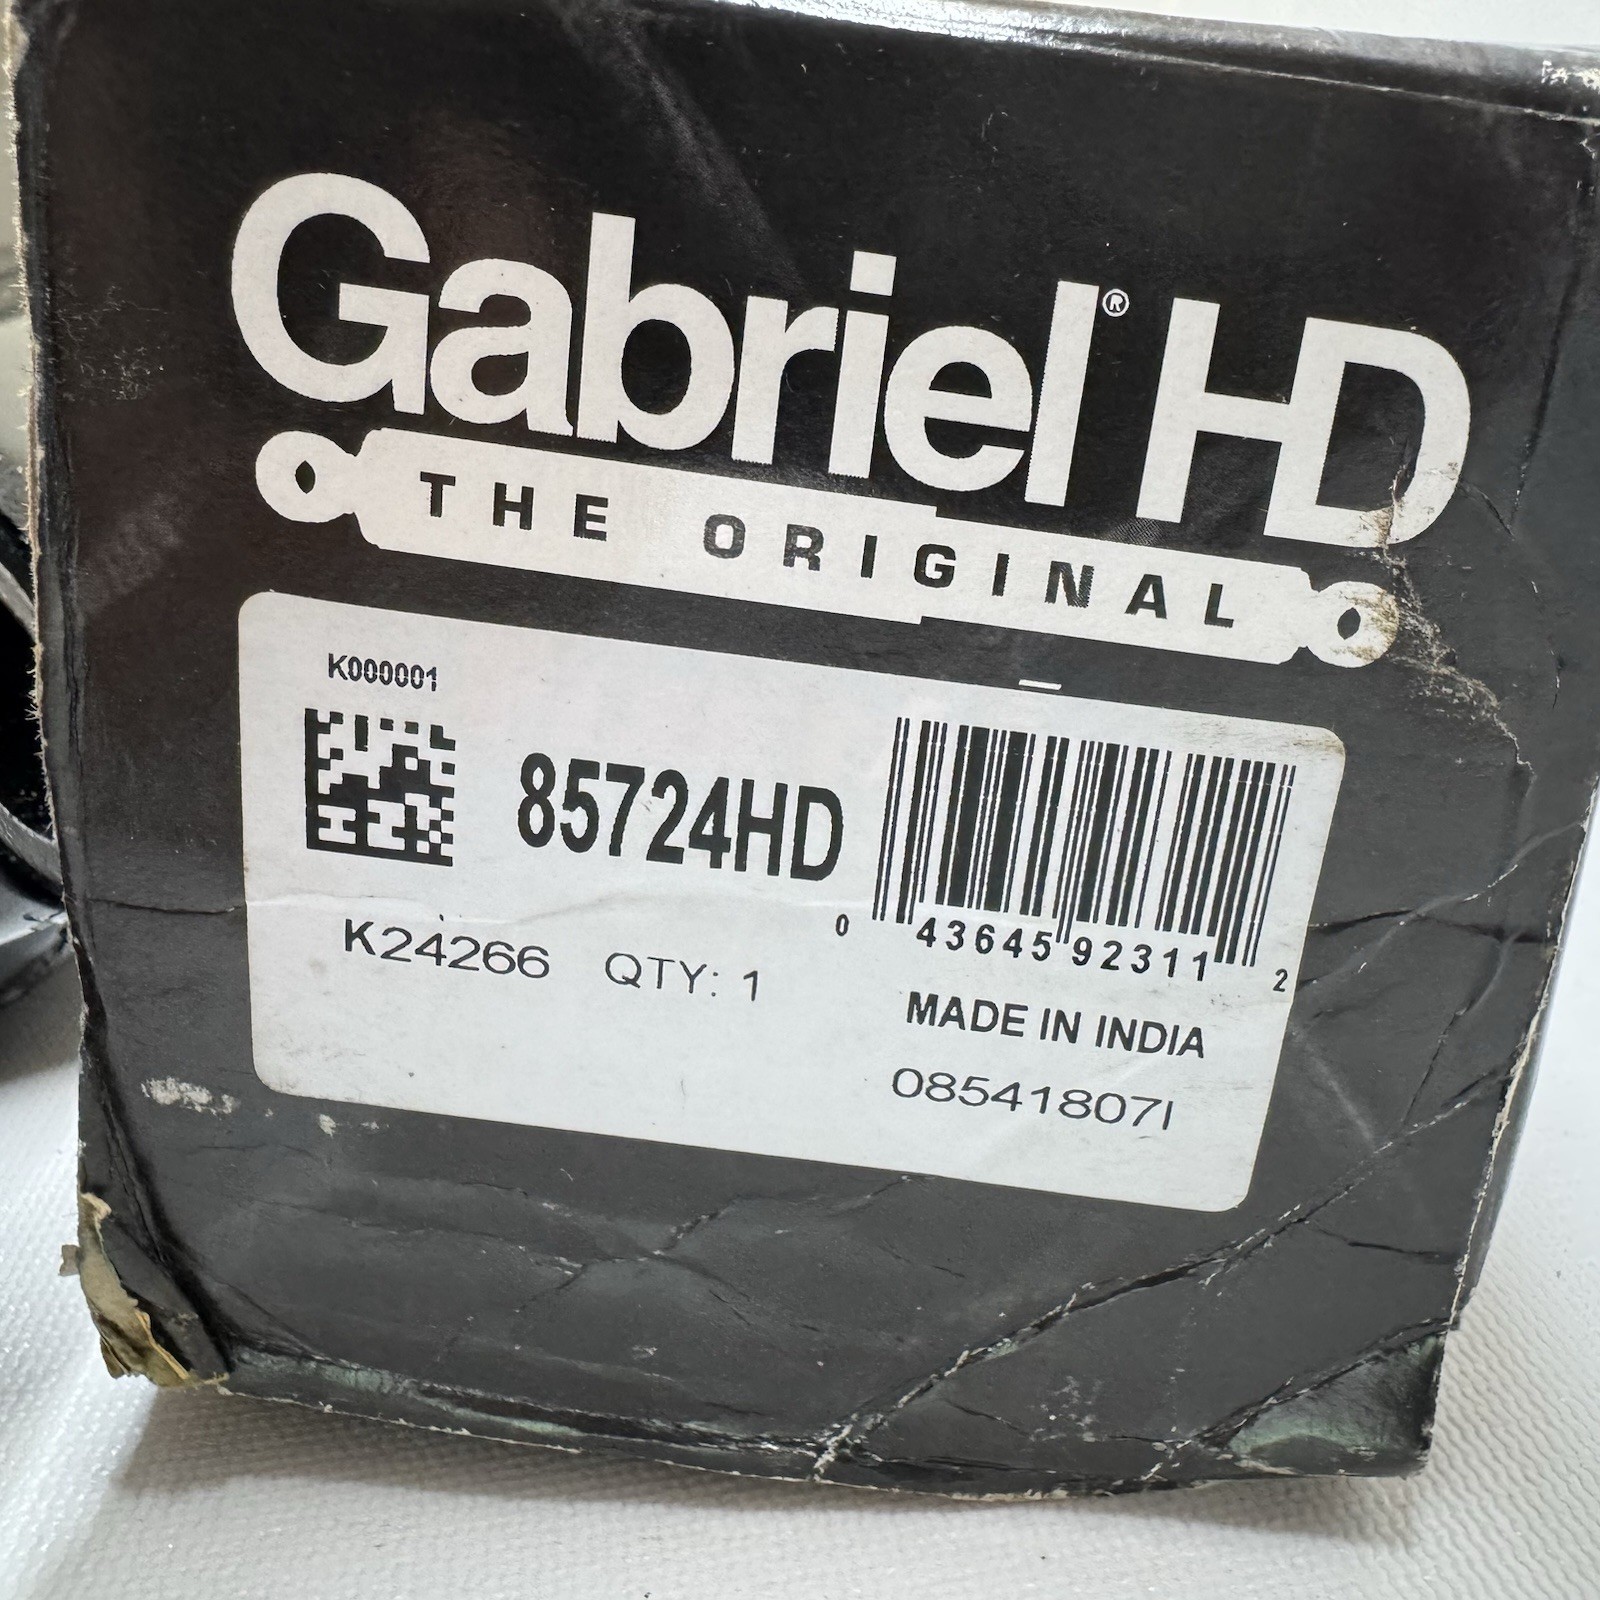 Gabriel® HD
THE ORIGINAL
K000001
85724HD
0 43645 92311 2
K24266 QTY: 1
MADE IN INDIA
085418071